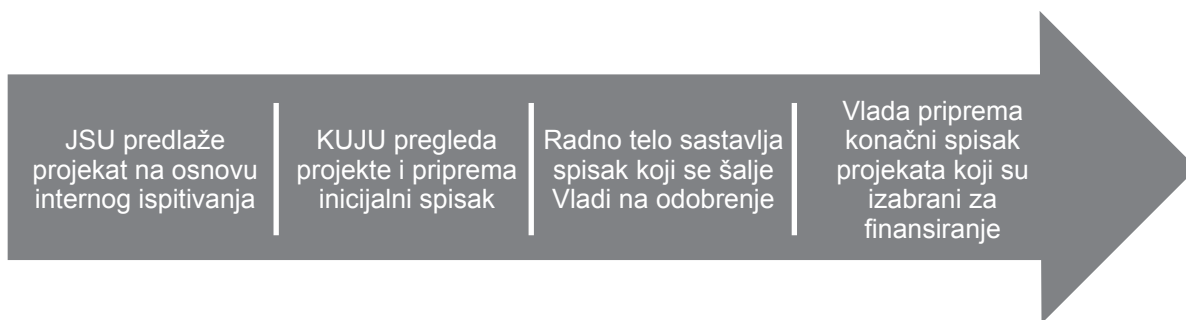 JSU predlaže
projekat na osnovu
internog ispitivanja
KUJU pregleda
projekte i priprema
inicijalni spisak
Radno telo sastavlja
spisak koji se šalje
Vladi na odobrenje
Vlada priprema
konačni spisak
projekata koji su
izabrani za
finansiranje